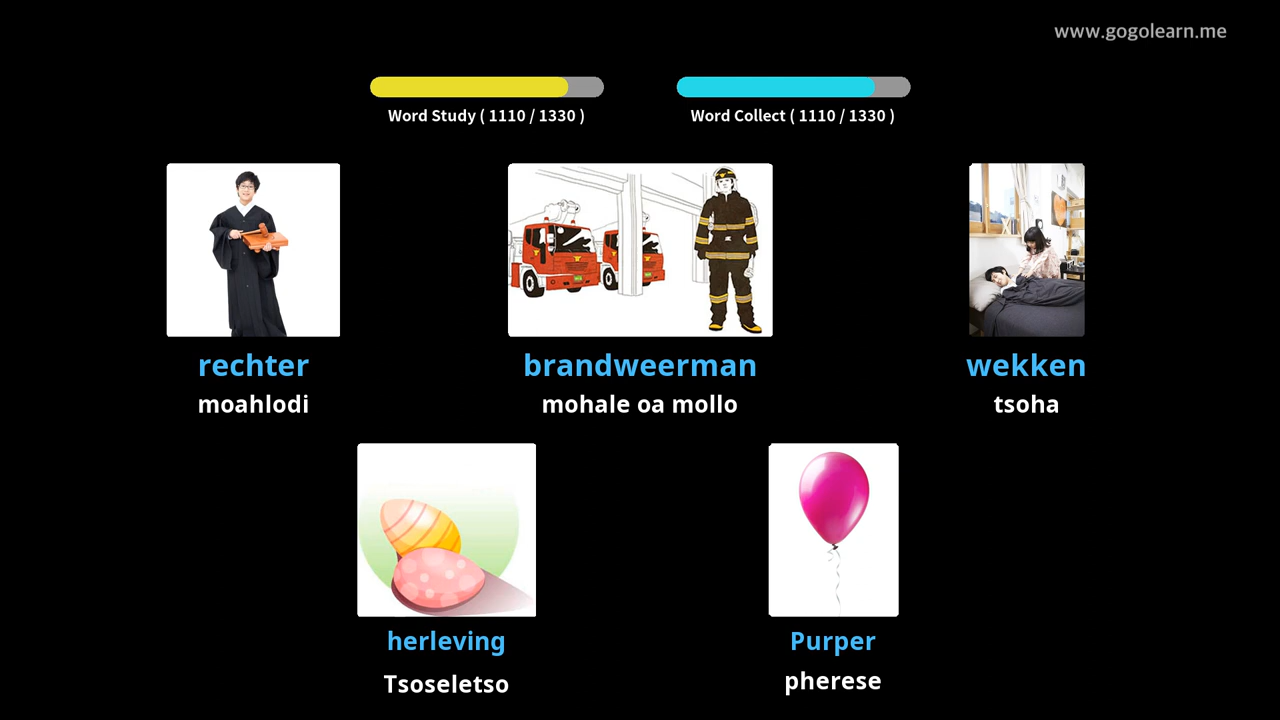 www.gogolearn.me
Word Study ( 1110 / 1330 )
Word Collect ( 1110 / 1330 )
rechter
moahlodi
brandweerman
mohale oa mollo
wekken
tsoha
herleving
Tsoseletso
Purper
pherese